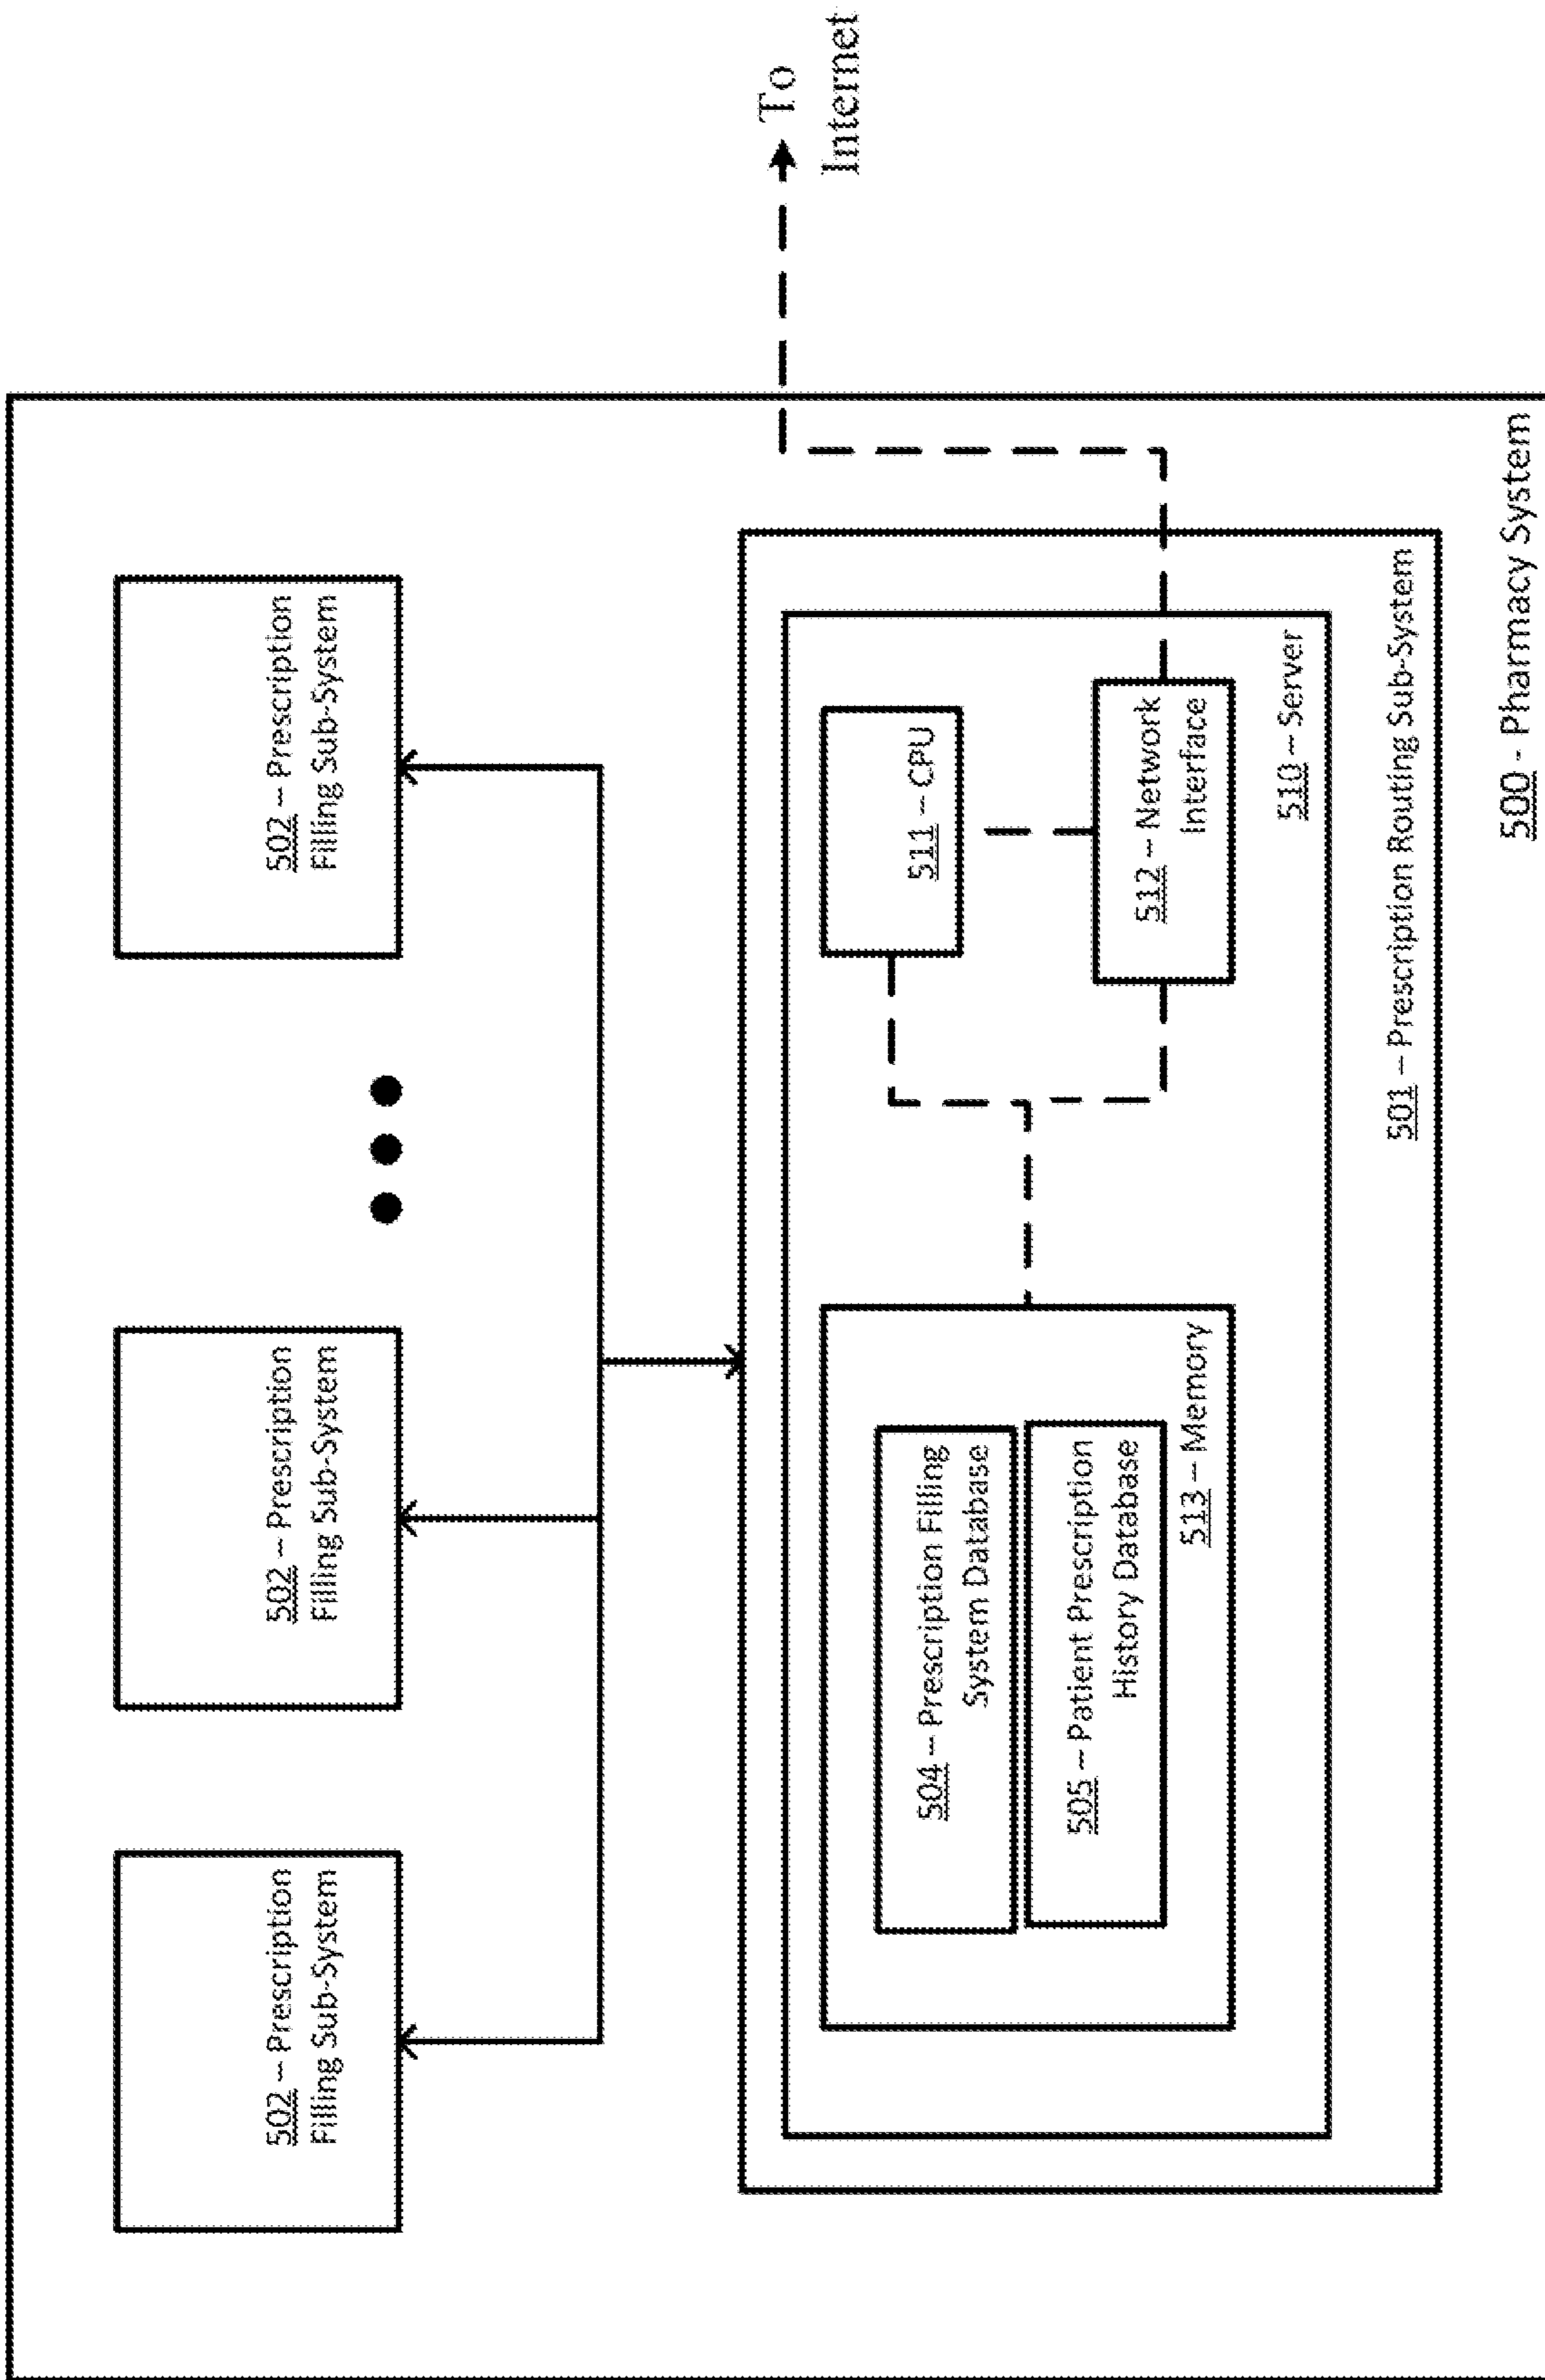 502 – Prescription
Filling Sub-System
502 – Prescription
Filling Sub-System
502 – Prescription
Filling Sub-System
504 – Prescription Filling
System Database
505 – Patient Prescription
History Database
513 – Memory
511 – CPU
512 – Network
Interface
510 – Server
501 – Prescription Routing Sub-System
500 - Pharmacy System
To
Internet